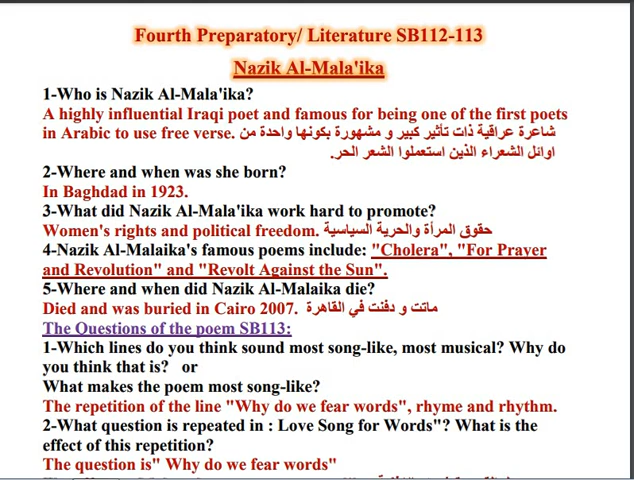 Fourth Preparatory/ Literature SB112-113
Nazik Al-Mala'ika
1-Who is Nazik Al-Mala'ika?
A highly influential Iraqi poet and famous for being one of the first poets
in Arabic to use free verse. شاعرة عراقية ذات تأثير كبير و مشهورة بكونها واحدة من
اوائل الشعراء الذين استعملوا الشعر الحر.
2-Where and when was she born?
In Baghdad in 1923.
3-What did Nazik Al-Mala'ika work hard to promote?
Women's rights and political freedom. حقوق المرأة والحرية السياسية
4-Nazik Al-Malaika's famous poems include: "Cholera", "For Prayer
and Revolution" and "Revolt Against the Sun".
5-Where and when did Nazik Al-Malaika die?
Died and was buried in Cairo 2007. ماتت و دفنت في القاهرة
The Questions of the poem SB113:
1-Which lines do you think sound most song-like, most musical? Why do
you think that is? or
What makes the poem most song-like?
The repetition of the line "Why do we fear words", rhyme and rhythm.
2-What question is repeated in : Love Song for Words"? What is the
effect of this repetition?
The question is" Why do we fear words"